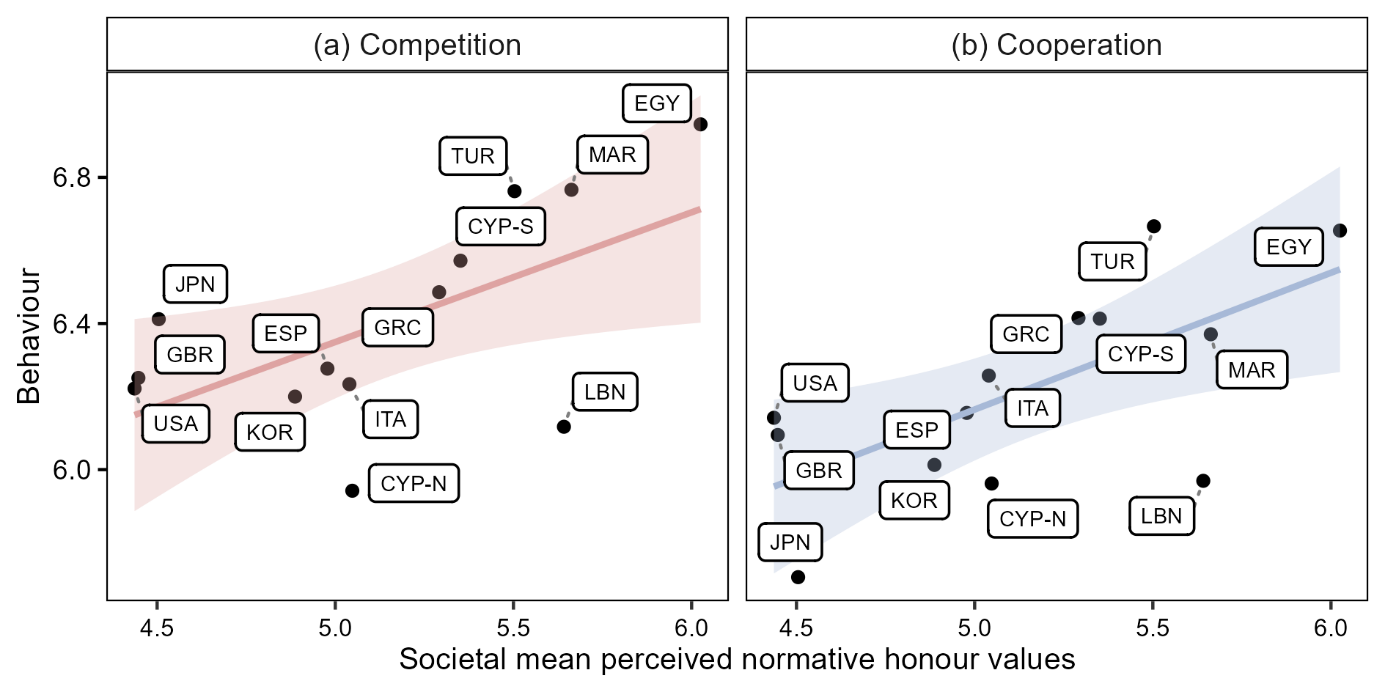 (a) Competition
(b) Cooperation
Behaviour
6.8
6.4
6.0
EGY
TUR
MAR
CYP-S
JPN
GBR
ESP
GRC
USA
KOR
ITA
LBN
CYP-N
EGY
TUR
GRC
CYP-S
MAR
USA
ITA
ESP
GBR
KOR
CYP-N
LBN
JPN
4.5 5.0 5.5 6.0
4.5 5.0 5.5 6.0
Societal mean perceived normative honour values